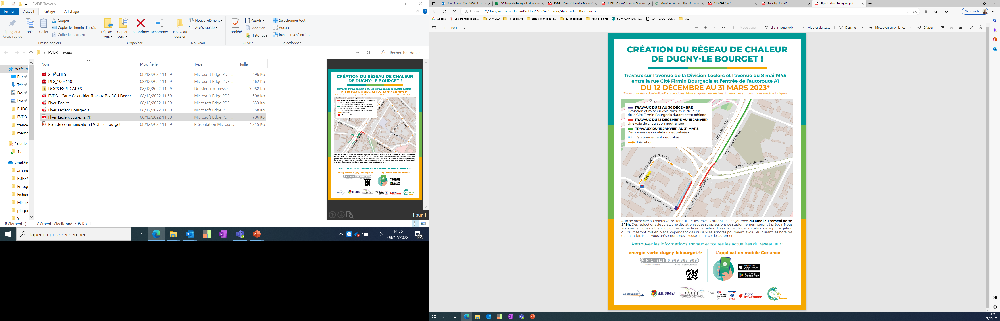 EVDB Travaux
Fichier Accueil Partage Affichage
Épingler à Accès rapide
Copier
Coller
Couper
Copier le chemin d'accès
Coller le raccourci
Presse-papiers
Déplacer vers
Copier vers
Supprimer
Renommer
Organiser
Nouveau dossier
Nouvel élément
Accès rapide
Nouveau
Propriétés
Ouvrir
Modifier
Historique
Ouvrir
Sélectionner tout
Aucun
Inverser la sélection
Sélectionner
EVDB Travaux
Rechercher dans : ...
Nom Modifié le Type Taille
2 BÂCHES 08/12/2022 11:59 Microsoft Edge PDF ... 496 Ko
DLG_100x150 08/12/2022 11:59 Microsoft Edge PDF ... 462 Ko
DOCS EXPLICATIFS 08/12/2022 11:59 Dossier compressé 5 982 Ko
EVDB - Carte Calendrier Travaux Tvx RCU Passer... 08/12/2022 11:59 Microsoft Edge PDF ... 508 Ko
Flyer_Egalite 08/12/2022 11:59 Microsoft Edge PDF ... 633 Ko
Flyer_Leclerc-Bourgeois 08/12/2022 11:59 Microsoft Edge PDF ... 558 Ko
Flyer_Leclerc-Jaures-2 (1) 08/12/2022 11:59 Microsoft Edge PDF ... 706 Ko
Plan de communication EVDB Le Bourget 08/12/2022 11:59 Présentation Microso... 7 215 Ko
Accès ra
Bur
Télé
Do
Ima
BUDGI
EVDB
france
mémo
Creative
1x
OneDriv
amanc
BUREA
Enregi
Fichier
Micros
plaque
CRÉATION DU RÉSEAU DE CHALEUR
DE DUGNY-LE BOURGET !
Travaux sur l'avenue Jean Jaurès et l'avenue de la Division Leclerc
DU 19 DÉCEMBRE AU 27 JANVIER 2023*
Retrouvez les informations travaux et toutes les actualités du réseau sur :
energie-verte-dugny-lebourget.fr
L'application mobile Coriance
1 sur 1
8 élément(s) 1 élément sélectionné 705 Ko
Taper ici pour rechercher
14:35
08/12/2022
22
Fournisseurs_Sage1000 - Mes de
AO DugnyLeBourget_Budget co
EVDB - Carte Calendrier Travaux
EVDB - Carte Calendrier Travaux
Mentions légales - Energie verte
2 BÂCHES.pdf
Flyer_Egalite.pdf
Flyer_Leclerc-Bourgeois.pdf
Fichier C:/Users/audrey.constantin/Desktop/EVDB%20Travaux/Flyer_Leclerc-Bourgeois.pdf
Se connecter
Google Le potentiel de dév... EX VIDEO RS et presse sites coriance & fili... outils coriance sensi scolaires SUIVI COM PARTAG... EQP - DAJC - COM... VAE
1 sur 1
Mode page Lire à haute voix Ajouter du texte Dessiner Mettre en surbrillance Effacer
CRÉATION DU RÉSEAU DE CHALEUR
DE DUGNY-LE BOURGET !
Travaux sur l'avenue de la Division Leclerc et l'avenue du 8 mai 1945
entre la rue Cité Firmin Bourgeois et l'entrée de l'autoroute A1
DU 12 DÉCEMBRE AU 31 MARS 2023*
*Dates données à titre indicatif, susceptibles d'être adaptées aux réalités du terrain et aux conditions météorologiques.
TRAVAUX DU 12 AU 30 DÉCEMBRE
Déviation et mise en voie sans issue de la rue
de la Cité Firmin Bourgeois durant cette période
TRAVAUX DU 12 DÉCEMBRE AU 15 JANVIER
Une voie de circulation neutralisée
TRAVAUX DU 15 JANVIER AU 31 MARS
Deux voies de circulation neutralisées
Stationnement neutralisé
Déviation
AV. DU 8 MAI 1945
RUE MARCEL PAUL
RUE DE L'ABBÉ NIORT
RUE NORMANDIE NIEMEN
RUE DE LA CITÉ FIRMIN BOURGEOIS
AV. DE LA DIVISION LECLERC
Afin de préserver au mieux votre tranquillité, les travaux auront lieu en journée, du lundi au samedi de 7h
à 19h. Des réductions de voies, une déviation et des suppressions de stationnement seront à prévoir. Nous
vous remercions de bien vouloir respecter la signalisation. Des dispositifs de limitation de la propagation
du bruit seront mis en place, cependant des nuisances sonores pourraient avoir lieu durant les horaires
du chantier. Nous vous présentons nos excuses pour ce désagrément.
Retrouvez les informations travaux et toutes les actualités du réseau sur :
energie-verte-dugny-lebourget.fr
N°Cristal 0 969 368 909
Numéro dédié APPEL NON SURTAXE
L'application mobile Coriance
Disponible sur
App Store
DISPONIBLE SUR
Google Play
LE BOURGET
VILLE-DUGNY.fr
PARIS
TERRES D'ENVOL
Financé par
RÉPUBLIQUE FRANÇAISE
ADEME
Région
îledeFrance
EVDB
Coriance
14:35
08/12/2022